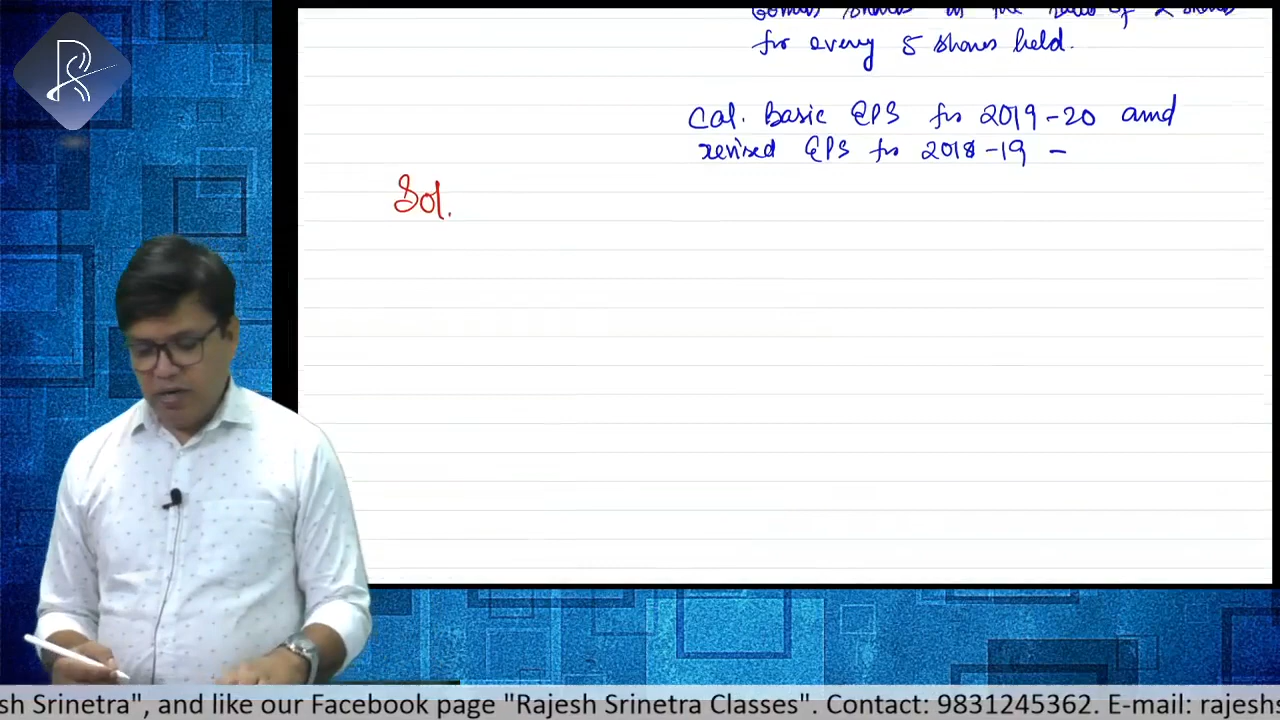 for every 5 shares held.
Cal. Basic EPS for 2019-20 and
revised EPS for 2018-19 -
Sol.
sh Srinetra", and like our Facebook page "Rajesh Srinetra Classes". Contact: 9831245362. E-mail: rajeshs